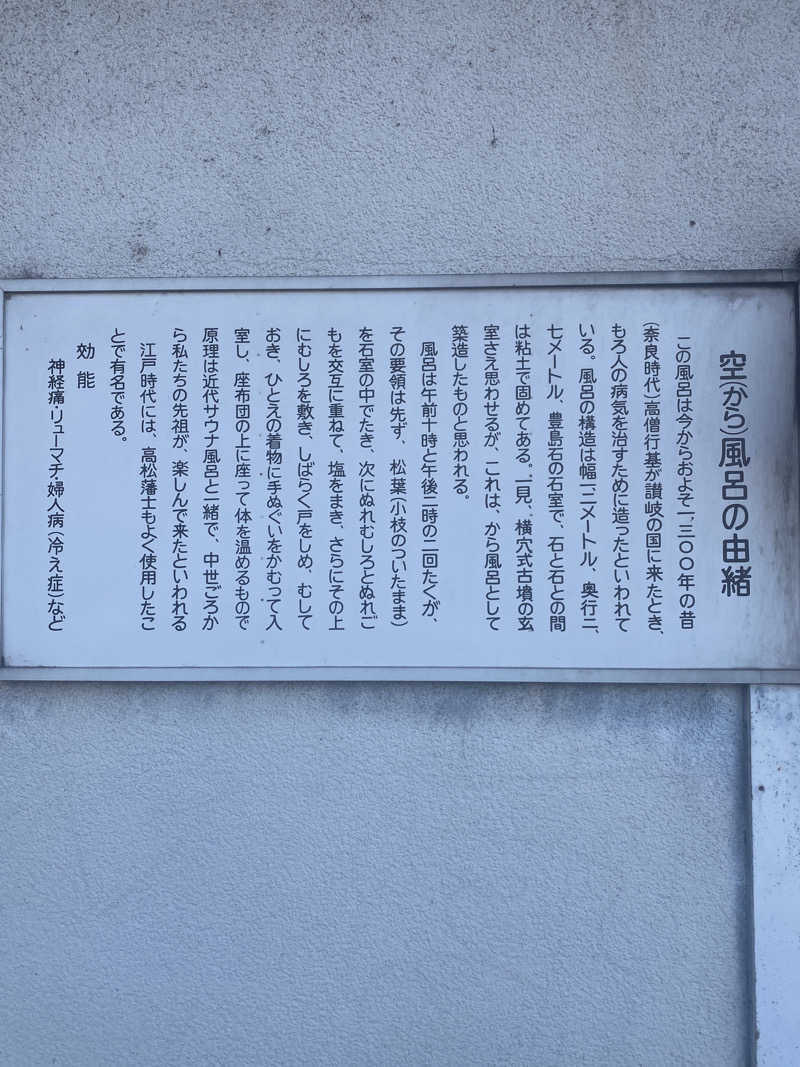 空(から)風呂の由緒
この風呂は今からおよそ一、三〇〇年の昔
(奈良時代)高僧行基が讃岐の国に来たとき、
もろ人の病気を治すために造ったといわれて
いる。風呂の構造は幅一二メートル、奥行二、
七メートル、豊島石の石室で、石と石との間
は粘土で固めてある。一見、横穴式古墳の玄
室さえ思わせるが、これは、から風呂として
築造したものと思われる。
風呂は午前十時と午後二時の二回たくが、
その要領は先ず、松葉(小枝のついたまま)
を石室の中でたき、次にぬれむしろとぬれご
もを交互に重ねて、塩をまき、さらにその上
にむしろを敷き、しばらく戸をしめ、むして
おき、ひとえの着物に手ぬぐいをかむって入
室し、座布団の上に座って体を温めるもので
原理は近代サウナ風呂と一緒で、中世ごろか
ら私たちの先祖が、楽しんで来たといわれる
江戸時代には、高松藩士もよく使用したこ
とで有名である。
効能
神経痛・リューマチ・婦人病(冷え症)など